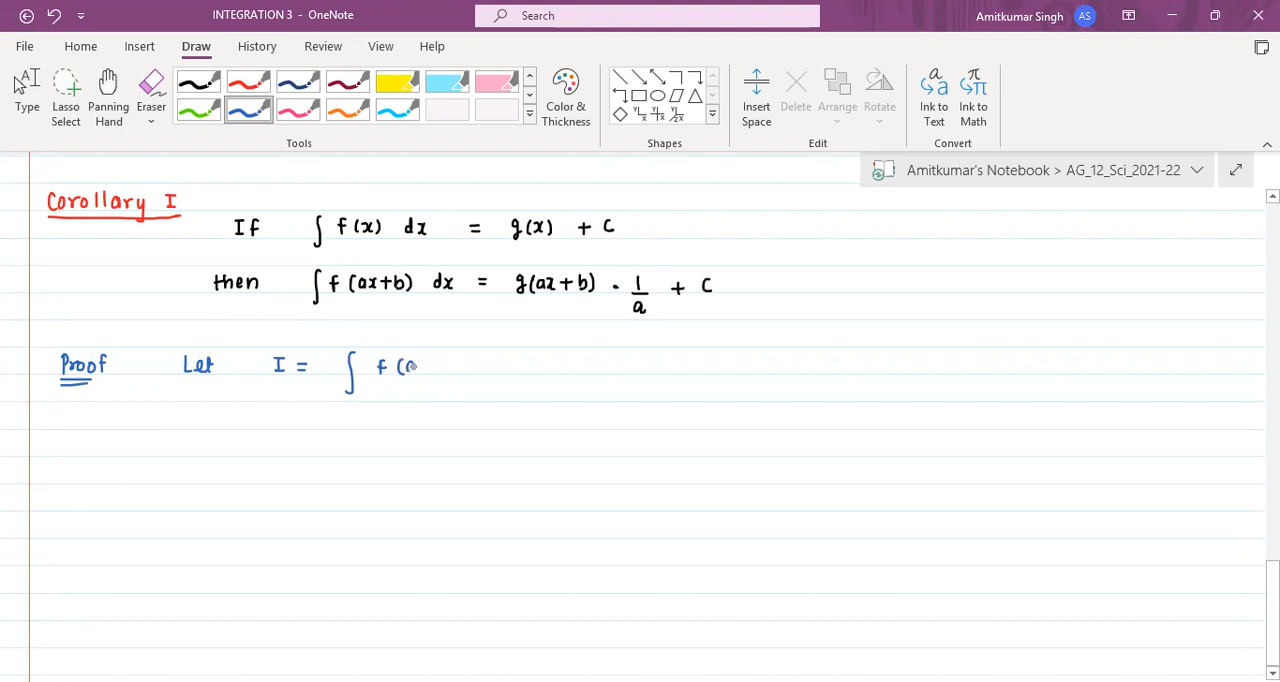 INTEGRATION 3 - OneNote
Search
Amitkumar Singh AS
File Home Insert Draw History Review View Help
Type Lasso Select Panning Hand Eraser Color & Thickness Insert Space Delete Arrange Rotate Ink to Text Ink to Math
Tools Shapes Edit Convert
Amitkumar's Notebook > AG_12_Sci_2021-22
Corollary I
If ∫ f(x) dx = g(x) + c
then ∫ f(ax+b) dx = g(ax+b) · 1/a + c
Proof Let I = ∫ f(